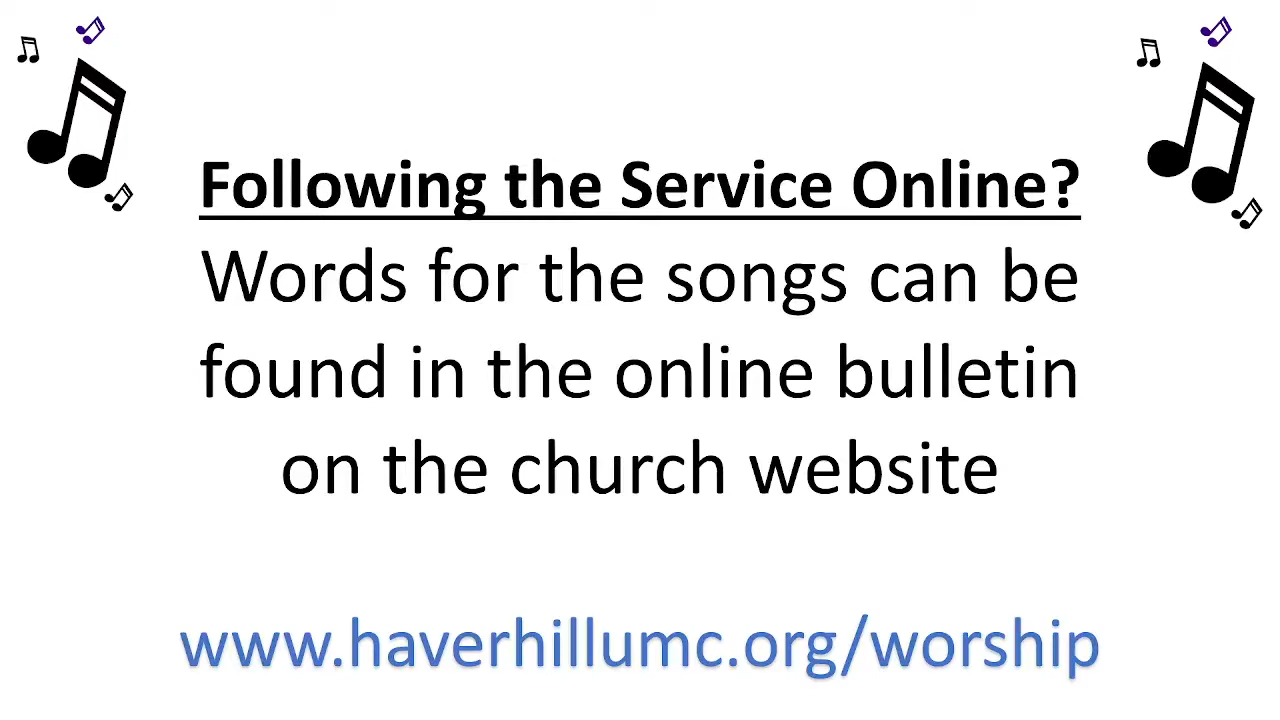 Following the Service Online?
Words for the songs can be
found in the online bulletin
on the church website
www.haverhillumc.org/worship